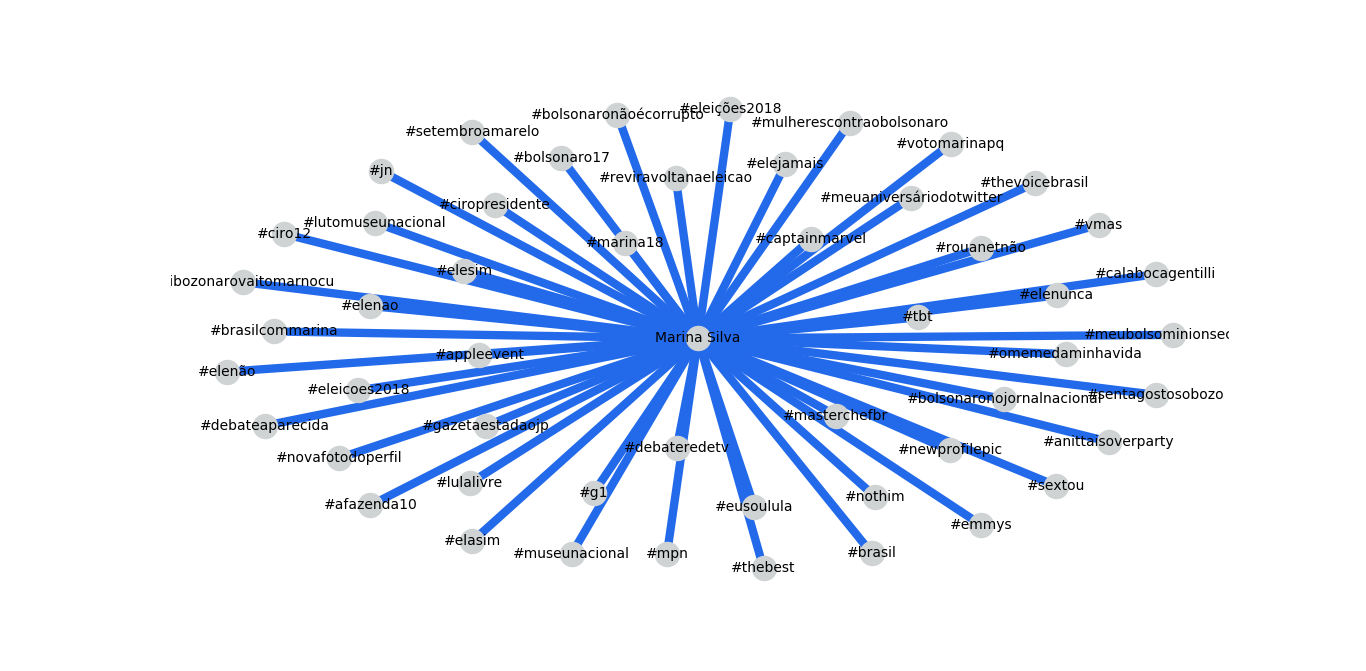 #eleições2018
#bolsonaronãoécorrupto
#mulherescontraobolsonaro
#setembroamarelo
#votomarinapq
#bolsonaro17
#elejamais
#jn
#reviravoltanaeleicao
#thevoicebrasil
#meuaniversáriodotwitter
#ciropresidente
#lutomuseunacional
#vmas
#ciro12
#captainmarvel
#marina18
#rouanetnão
#elesim
#calabocagentilli
ibozonarovaitomarnocu
#elenunca
#elenao
#tbt
#brasilcommarina
#meubolsominionsec
Marina Silva
#appleevent
#omemedaminhavida
#elenão
#eleicoes2018
#sentagostosobozo
#bolsonaronojornalnacional
#masterchefbr
#debateaparecida
#gazetaestadaojp
#anittaisoverparty
#debateredetv
#newprofilepic
#novafotodoperfil
#lulalivre
#sextou
#g1
#nothim
#afazenda10
#eusoulula
#emmys
#elasim
#museunacional
#mpn
#brasil
#thebest